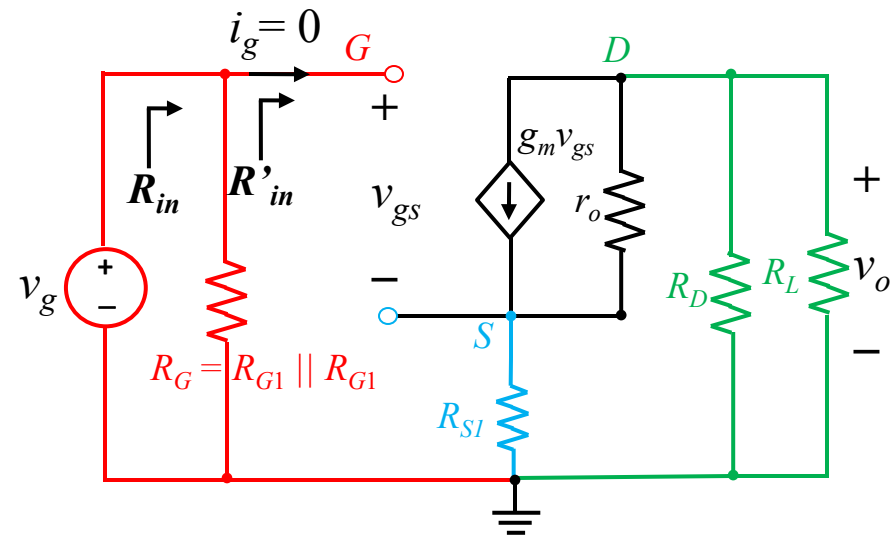 i_g = 0
G
D
+
g_m v_gs
R_in
R’_in
v_gs
r_o
+
v_g
+
–
–
R_D
R_L
v_o
S
–
R_G = R_G1 || R_G1
R_S1